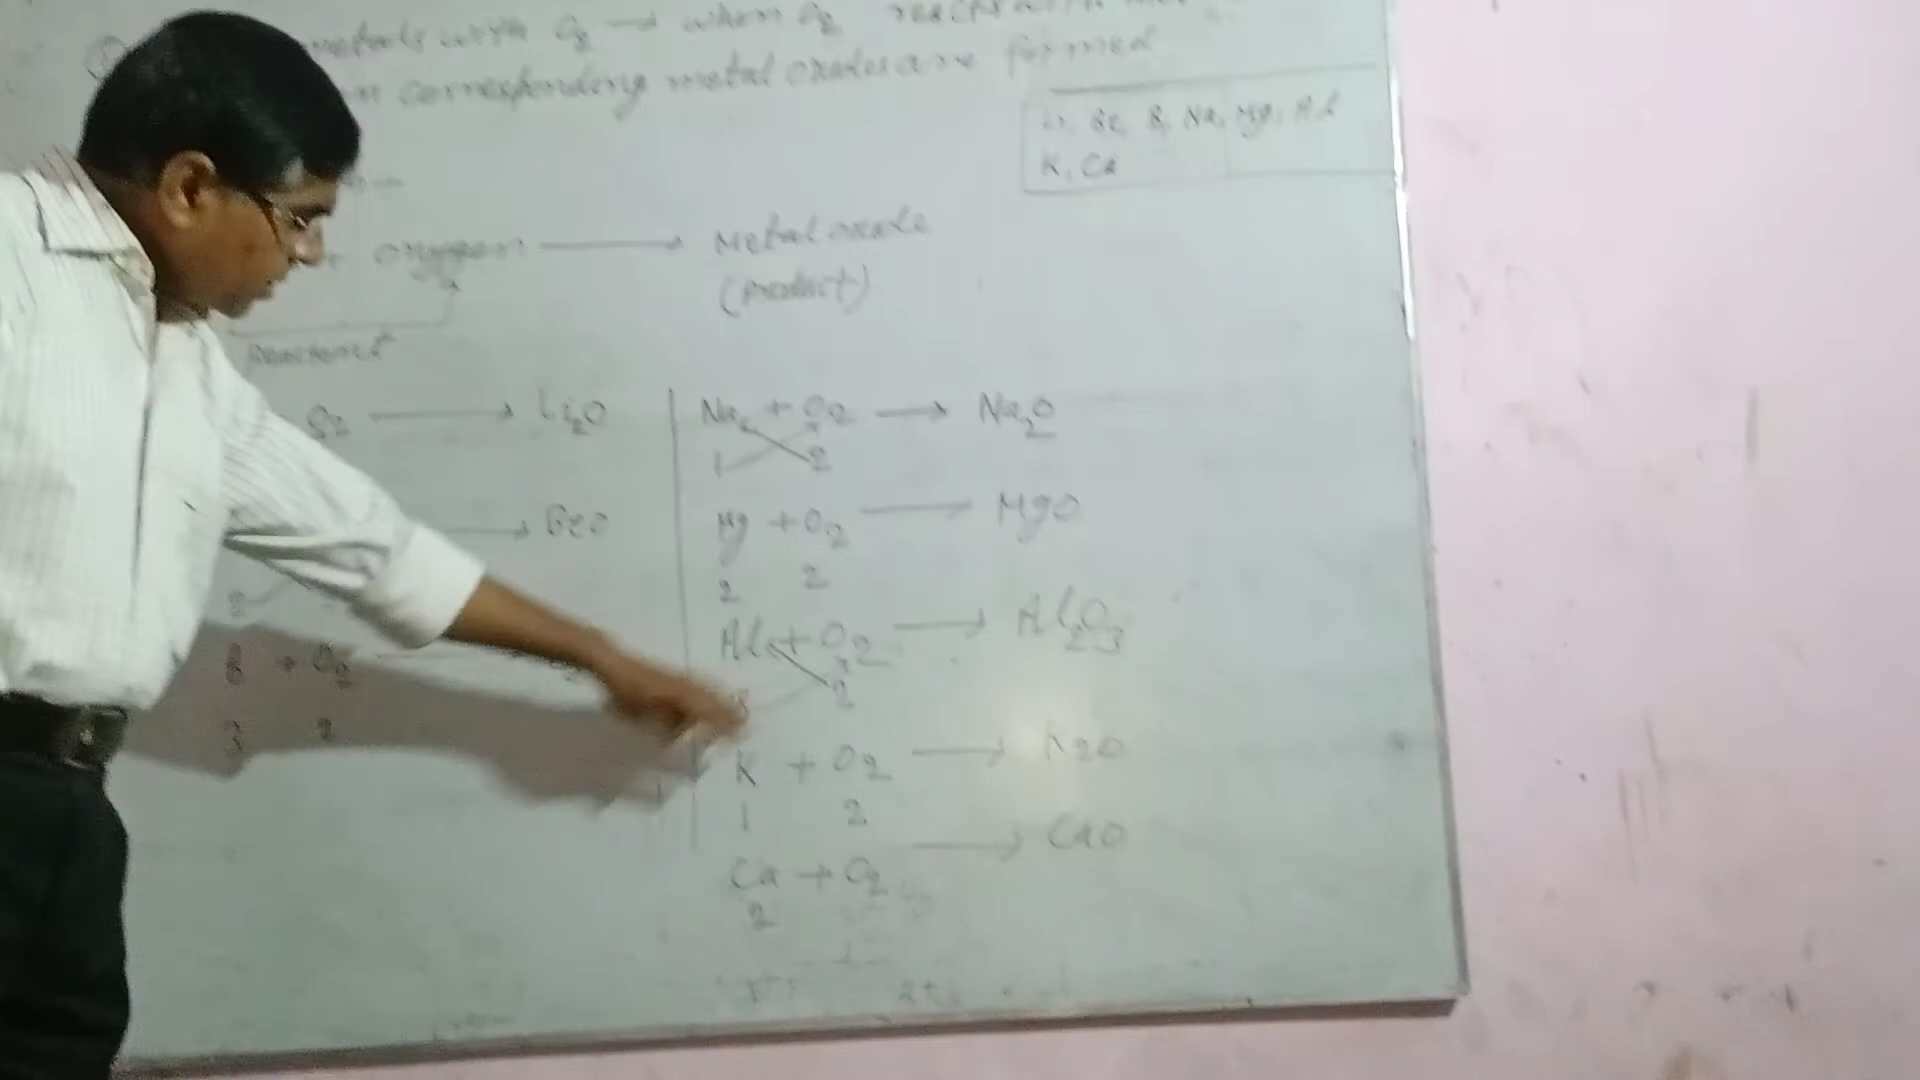 metals with O2 → when O2 reacts with
corresponding metal oxides are formed
Li, Be, B, Na, Mg, Al
K, Ca
+ oxygen → Metal oxide
(product)
Reactant
O2 → Li2O
→ BeO
2
B + O2
3 2
Na + O2 → Na2O
1 2
Mg + O2 → MgO
2 2
Al + O2 → Al2O3
2
K + O2 → K2O
1 2
Ca + O2 → CaO
2